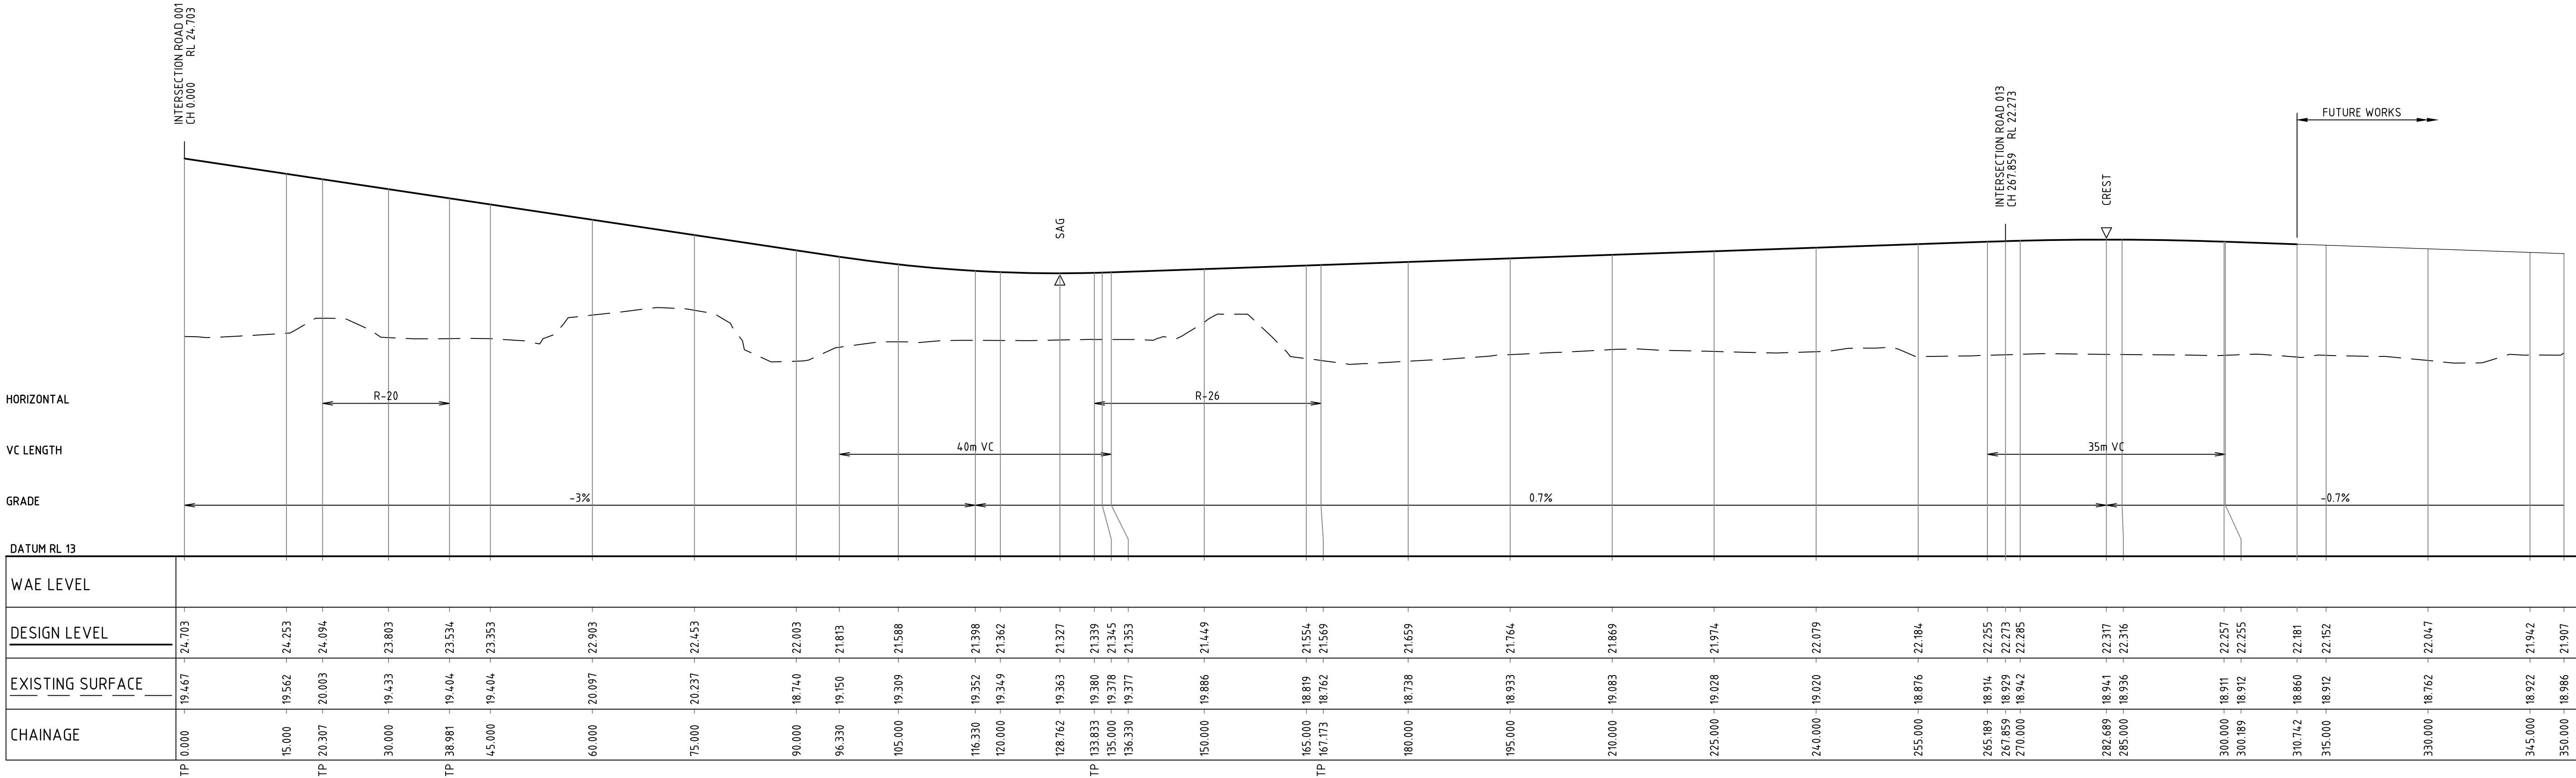 INTERSECTION ROAD 001
CH 0.000 RL 24.703
INTERSECTION ROAD 013
CH 267.859 RL 22.273
FUTURE WORKS
SAG
CREST
HORIZONTAL
R-20
R-26
VC LENGTH
40m VC
35m VC
GRADE
-3%
0.7%
-0.7%
DATUM RL 13
WAE LEVEL
DESIGN LEVEL
24.703 24.253 24.094 23.803 23.534 23.353 22.903 22.453 22.003 21.813 21.588 21.398 21.362 21.327 21.339 21.345 21.353 21.449 21.554 21.569 21.659 21.764 21.869 21.974 22.079 22.184 22.255 22.273 22.285 22.317 22.316 22.257 22.255 22.181 22.152 22.047 21.942 21.907
EXISTING SURFACE
19.467 19.562 20.003 19.433 19.404 19.404 20.097 20.237 18.740 19.150 19.309 19.352 19.349 19.363 19.380 19.378 19.377 19.886 18.819 18.762 18.738 18.933 19.083 19.028 19.020 18.876 18.914 18.929 18.942 18.941 18.936 18.911 18.912 18.860 18.912 18.762 18.922 18.986
CHAINAGE
0.000 15.000 20.307 30.000 38.981 45.000 60.000 75.000 90.000 96.330 105.000 116.330 120.000 128.762 133.833 135.000 136.330 150.000 165.000 167.173 180.000 195.000 210.000 225.000 240.000 255.000 265.189 267.859 270.000 282.689 285.000 300.000 300.189 310.742 315.000 330.000 345.000 350.000
TP TP TP TP TP